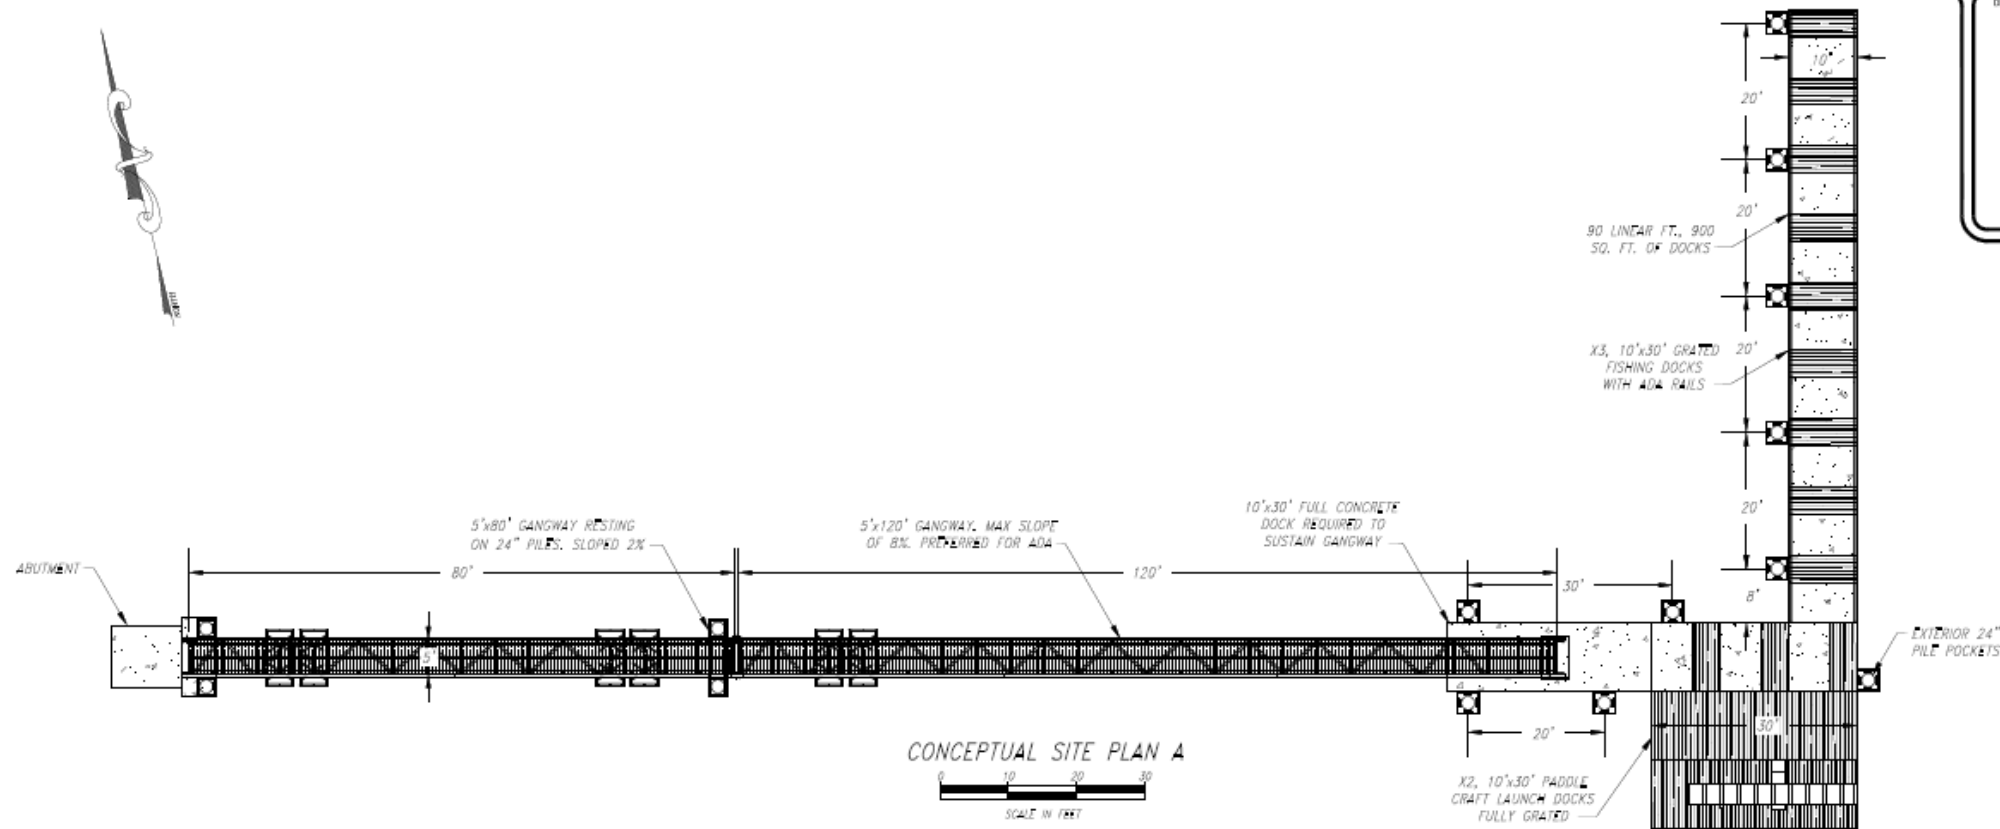 10'
20'
20'
90 LINEAR FT., 900
SQ. FT. OF DOCKS
X3, 10'x30' GRATED
FISHING DOCKS
WITH ADA RAILS
20'
20'
8'
ABUTMENT
5'x80' GANGWAY RESTING
ON 24" PILES. SLOPED 2%
5'x120' GANGWAY. MAX SLOPE
OF 8%. PREFERRED FOR ADA
10'x30' FULL CONCRETE
DOCK REQUIRED TO
SUSTAIN GANGWAY
80'
120'
30'
5'
EXTERIOR 24"
PILE POCKETS
30'
20'
CONCEPTUAL SITE PLAN A
0 10 20 30
SCALE IN FEET
X2, 10'x30' PADDLE
CRAFT LAUNCH DOCKS
FULLY GRATED